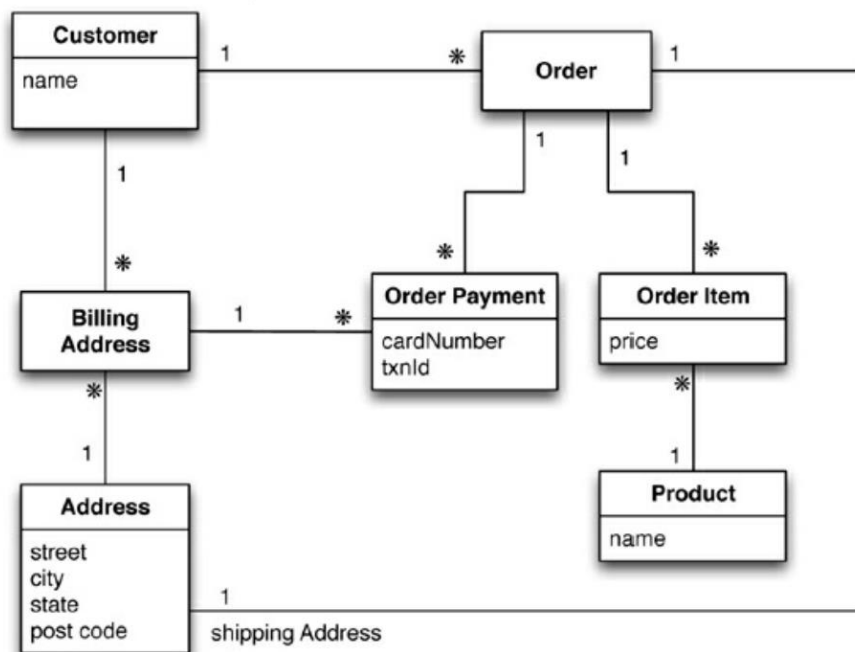 Customer
name
1
*
Order
1
1
1
1
*
*
*
Billing
Address
1
*
Order Payment
cardNumber
txnId
Order Item
price
*
1
*
1
Product
name
Address
street
city
state
post code
1
shipping Address